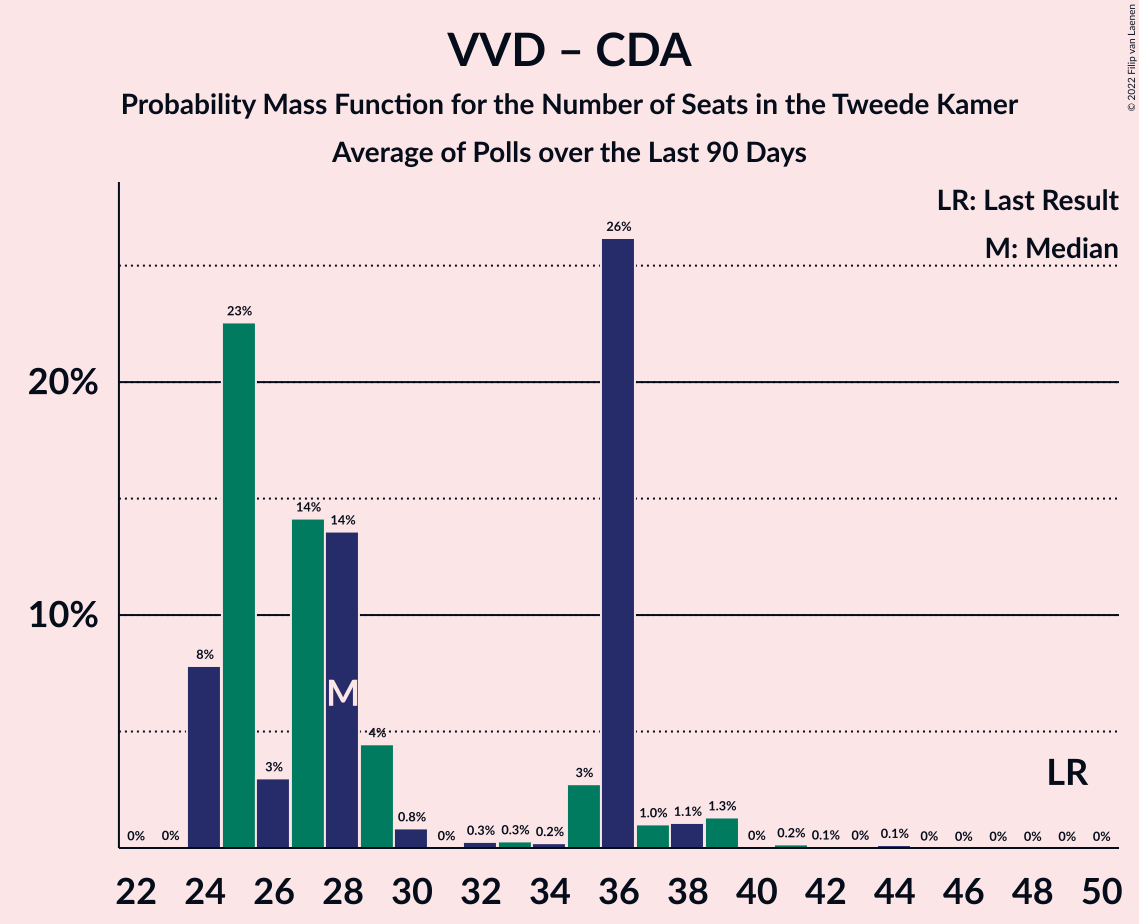 VVD – CDA
Probability Mass Function for the Number of Seats in the Tweede Kamer
Average of Polls over the Last 90 Days
© 2022 Filip van Laenen
LR: Last Result
M: Median
20%
10%
0% 0% 8% 23% 3% 14% 14% 4% 0.8% 0% 0.3% 0.3% 0.2% 3% 26% 1.0% 1.1% 1.3% 0% 0.2% 0.1% 0% 0.1% 0% 0% 0% 0% 0% 0%
M
LR
22 24 26 28 30 32 34 36 38 40 42 44 46 48 50